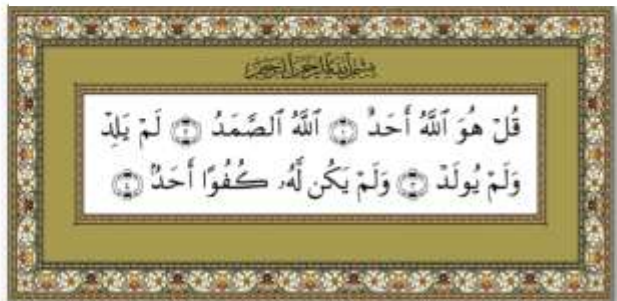 بسم الله الرحمن الرحيم
قُلْ هُوَ ٱللَّهُ أَحَدٌ ۝١ ٱللَّهُ ٱلصَّمَدُ ۝٢ لَمْ يَلِدْ
وَلَمْ يُولَدْ ۝٣ وَلَمْ يَكُن لَّهُۥ كُفُوًا أَحَدٌۢ ۝٤